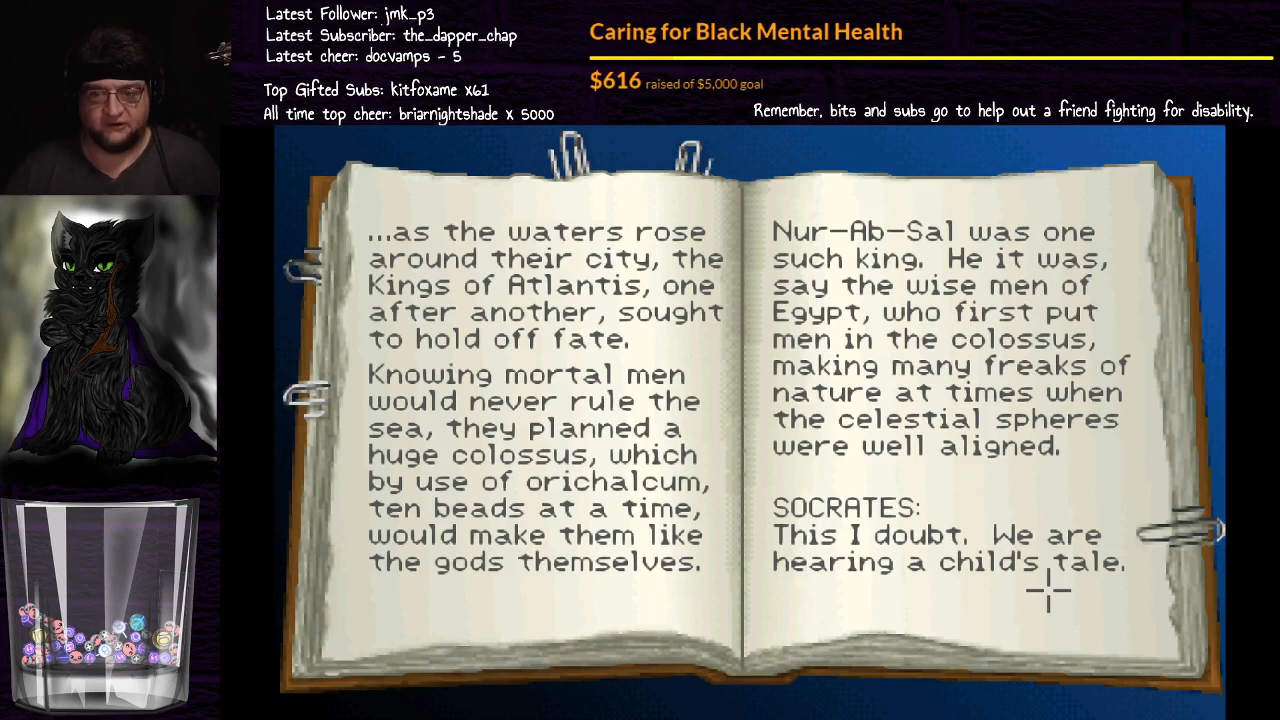 Latest Follower: jmk_p3
Latest Subscriber: the_dapper_chap
Latest cheer: docvamps - 5
Top Gifted Subs: kitfoxame x61
All time top cheer: briarnightshade x 5000
Caring for Black Mental Health
$616 raised of $5,000 goal
Remember, bits and subs go to help out a friend fighting for disability.
...as the waters rose
around their city, the
Kings of Atlantis, one
after another, sought
to hold off fate.
Knowing mortal men
would never rule the
sea, they planned a
huge colossus, which
by use of orichalcum,
ten beads at a time,
would make them like
the gods themselves.
Nur-Ab-Sal was one
such king. He it was,
say the wise men of
Egypt, who first put
men in the colossus,
making many freaks of
nature at times when
the celestial spheres
were well aligned.
SOCRATES:
This I doubt. We are
hearing a child's tale.